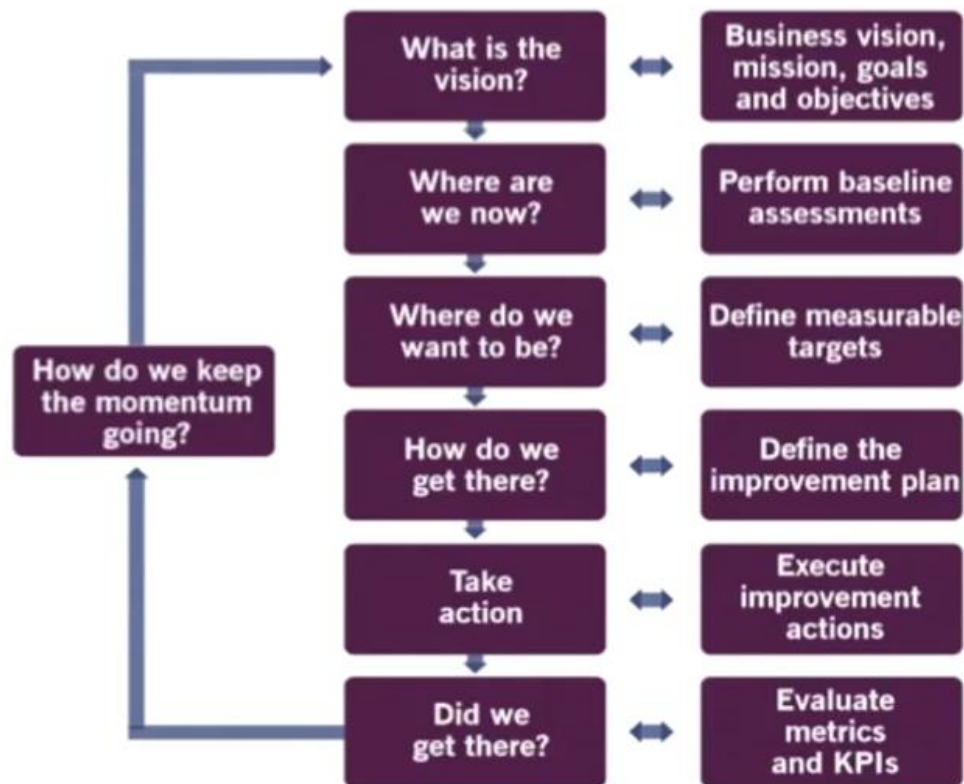 What is the
vision?
Business vision,
mission, goals
and objectives
Where are
we now?
Perform baseline
assessments
Where do we
want to be?
Define measurable
targets
How do we keep
the momentum
going?
How do we
get there?
Define the
improvement plan
Take
action
Execute
improvement
actions
Did we
get there?
Evaluate
metrics
and KPIs